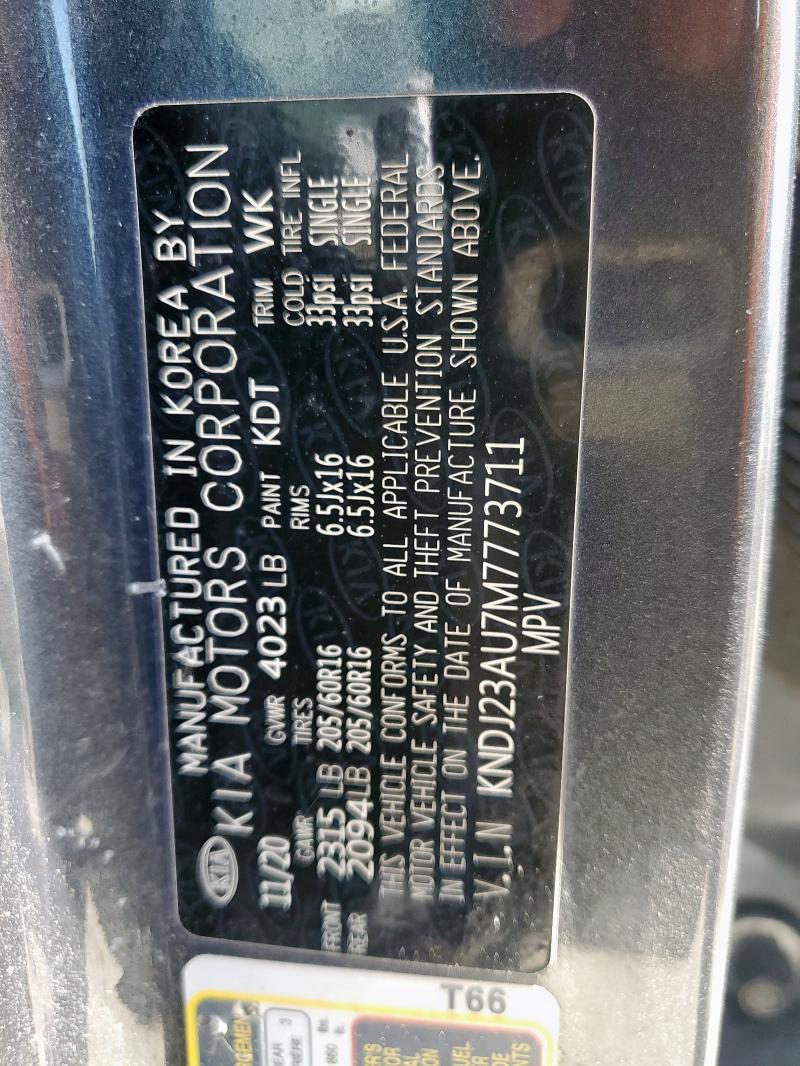 MANUFACTURED IN KOREA BY
KIA KIA MOTORS CORPORATION
11/20 GVWR 4023 LB PAINT KDT TRIM WK
GAWR TIRES RIMS COLD TIRE INFL
FRONT 2315 LB 205/60R16 6.5Jx16 33psi SINGLE
REAR 2094LB 205/60R16 6.5Jx16 33psi SINGLE
THIS VEHICLE CONFORMS TO ALL APPLICABLE U.S.A. FEDERAL
MOTOR VEHICLE SAFETY AND THEFT PREVENTION STANDARDS
IN EFFECT ON THE DATE OF MANUFACTURE SHOWN ABOVE.
V.I.N KNDJ23AU7M7773711
MPV
T66
3
860